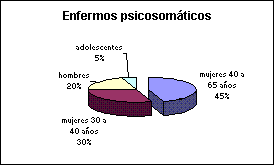 Enfermos psicosomáticos
adolescentes
5%
hombres
20%
mujeres 40 a
65 años
45%
mujeres 30 a
40 años
30%